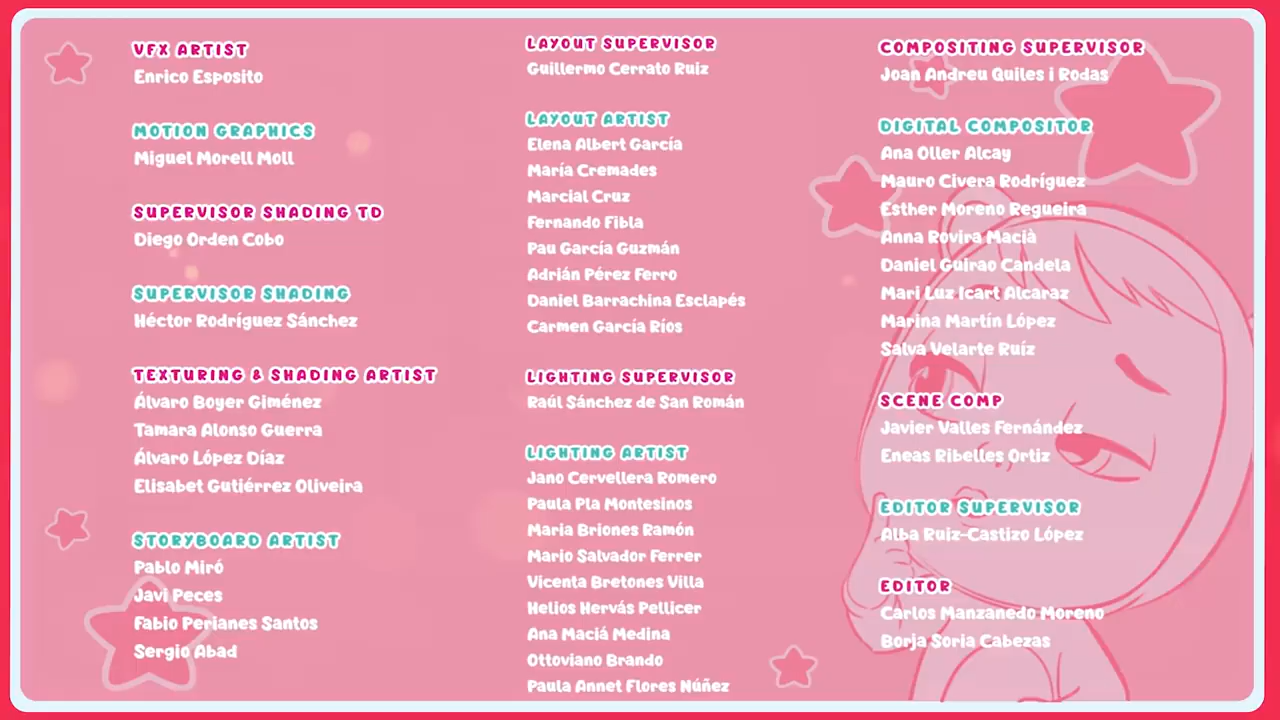 VFX ARTIST
Enrico Esposito
MOTION GRAPHICS
Miguel Morell Moll
SUPERVISOR SHADING TD
Diego Orden Cobo
SUPERVISOR SHADING
Héctor Rodríguez Sánchez
TEXTURING & SHADING ARTIST
Álvaro Boyer Giménez
Tamara Alonso Guerra
Álvaro López Díaz
Elisabet Gutiérrez Oliveira
STORYBOARD ARTIST
Pablo Miró
Javi Peces
Fabio Perianes Santos
Sergio Abad
LAYOUT SUPERVISOR
Guillermo Cerrato Ruiz
LAYOUT ARTIST
Elena Albert García
María Cremades
Marcial Cruz
Fernando Fibla
Pau García Guzmán
Adrián Pérez Ferro
Daniel Barrachina Esclapés
Carmen García Ríos
LIGHTING SUPERVISOR
Raúl Sánchez de San Román
LIGHTING ARTIST
Jano Cervellera Romero
Paula Pla Montesinos
Maria Briones Ramón
Mario Salvador Ferrer
Vicenta Bretones Villa
Helios Hervás Pellicer
Ana Maciá Medina
Ottoviano Brando
Paula Annet Flores Núñez
COMPOSITING SUPERVISOR
Joan Andreu Quiles i Rodas
DIGITAL COMPOSITOR
Ana Oller Alcay
Mauro Civera Rodríguez
Esther Moreno Regueira
Anna Rovira Macià
Daniel Guirao Candela
Mari Luz Icart Alcaraz
Marina Martín López
Salva Velarte Ruíz
SCENE COMP
Javier Valles Fernández
Eneas Ribelles Ortiz
EDITOR SUPERVISOR
Alba Ruiz-Castizo López
EDITOR
Carlos Manzanedo Moreno
Borja Soria Cabezas